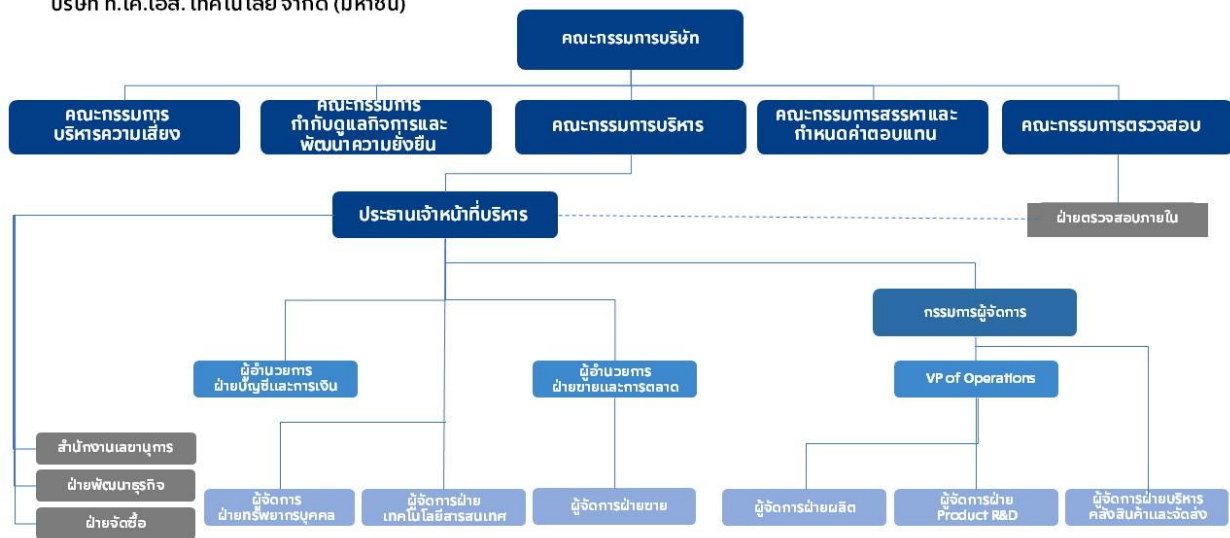 บริษัท ที.เค.เอส. เทคโนโลยี จำกัด (มหาชน)
คณะกรรมการบริษัท
คณะกรรมการ
บริหารความเสี่ยง
คณะกรรมการ
กำกับดูแลกิจการและ
พัฒนาความยั่งยืน
คณะกรรมการบริหาร
คณะกรรมการสรรหาและ
กำหนดค่าตอบแทน
คณะกรรมการตรวจสอบ
ประธานเจ้าหน้าที่บริหาร
ฝ่ายตรวจสอบภายใน
กรรมการผู้จัดการ
ผู้อำนวยการ
ฝ่ายบัญชีและการเงิน
ผู้อำนวยการ
ฝ่ายขายและการตลาด
VP of Operations
สำนักงานเลขานุการ
ฝ่ายพัฒนาธุรกิจ
ฝ่ายจัดซื้อ
ผู้จัดการ
ฝ่ายทรัพยากรบุคคล
ผู้จัดการฝ่าย
เทคโนโลยีสารสนเทศ
ผู้จัดการฝ่ายขาย
ผู้จัดการฝ่ายผลิต
ผู้จัดการฝ่าย
Product R&D
ผู้จัดการฝ่ายบริหาร
คลังสินค้าและจัดส่ง